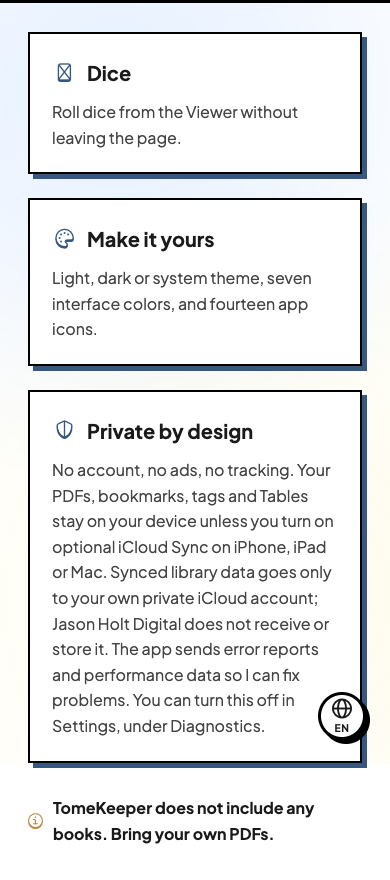 Dice
Roll dice from the Viewer without
leaving the page.
Make it yours
Light, dark or system theme, seven
interface colors, and fourteen app
icons.
Private by design
No account, no ads, no tracking. Your
PDFs, bookmarks, tags and Tables
stay on your device unless you turn on
optional iCloud Sync on iPhone, iPad
or Mac. Synced library data goes only
to your own private iCloud account;
Jason Holt Digital does not receive or
store it. The app sends error reports
and performance data so I can fix
problems. You can turn this off in
Settings, under Diagnostics.
EN
TomeKeeper does not include any
books. Bring your own PDFs.